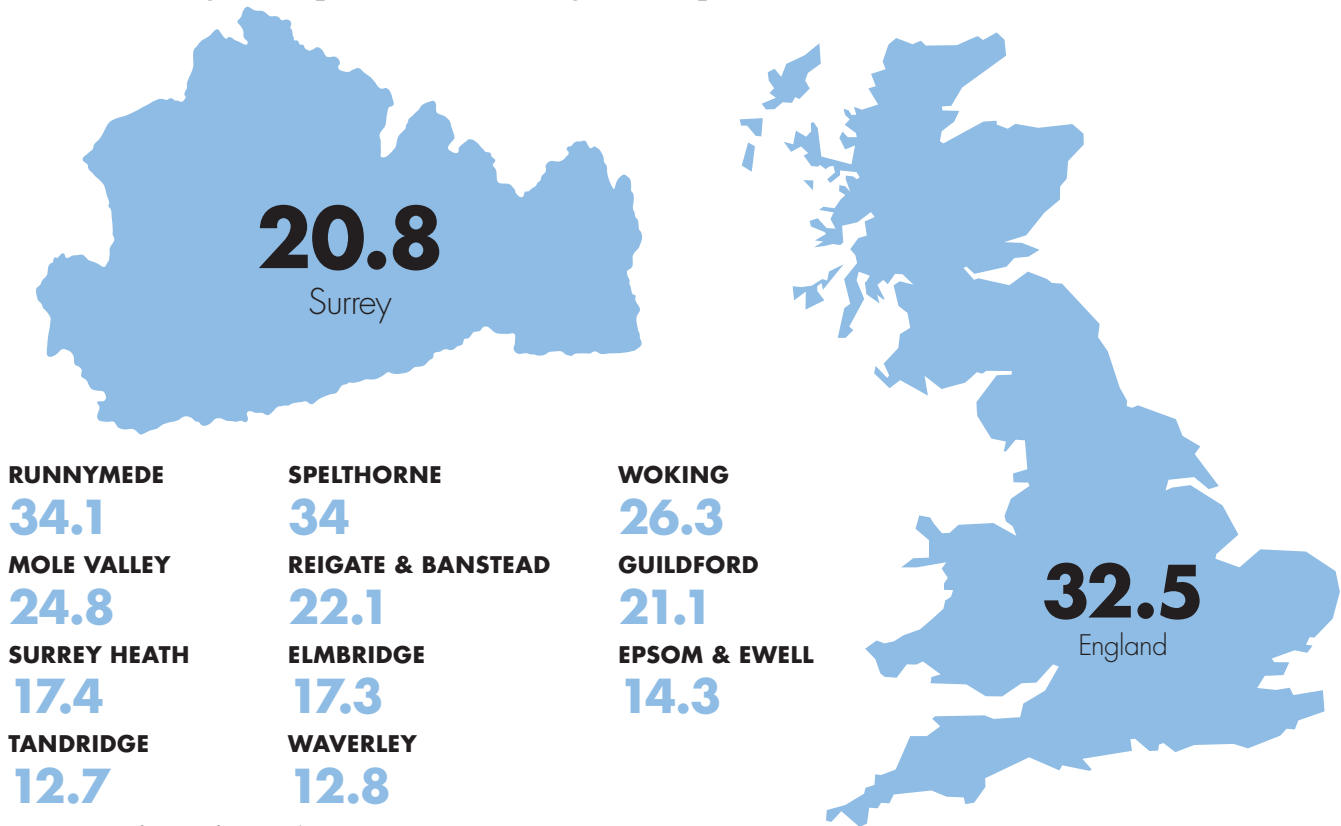 20.8
Surrey
RUNNYMEDE SPELTHORNE WOKING
34.1 34 26.3
MOLE VALLEY REIGATE & BANSTEAD GUILDFORD
24.8 22.1 21.1
SURREY HEATH ELMBRIDGE EPSOM & EWELL
17.4 17.3 14.3
TANDRIDGE WAVERLEY
12.7 12.8
32.5
England